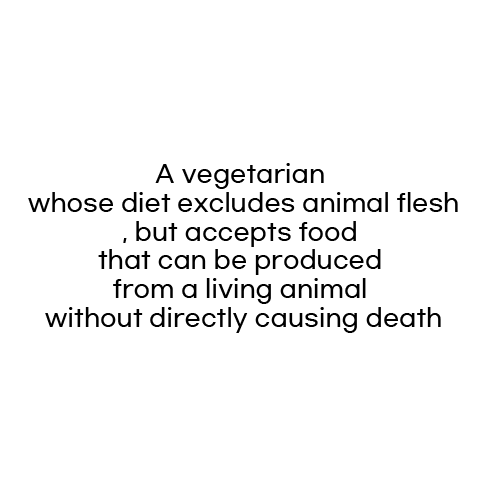 A vegetarian
whose diet excludes animal flesh
, but accepts food
that can be produced
from a living animal
without directly causing death